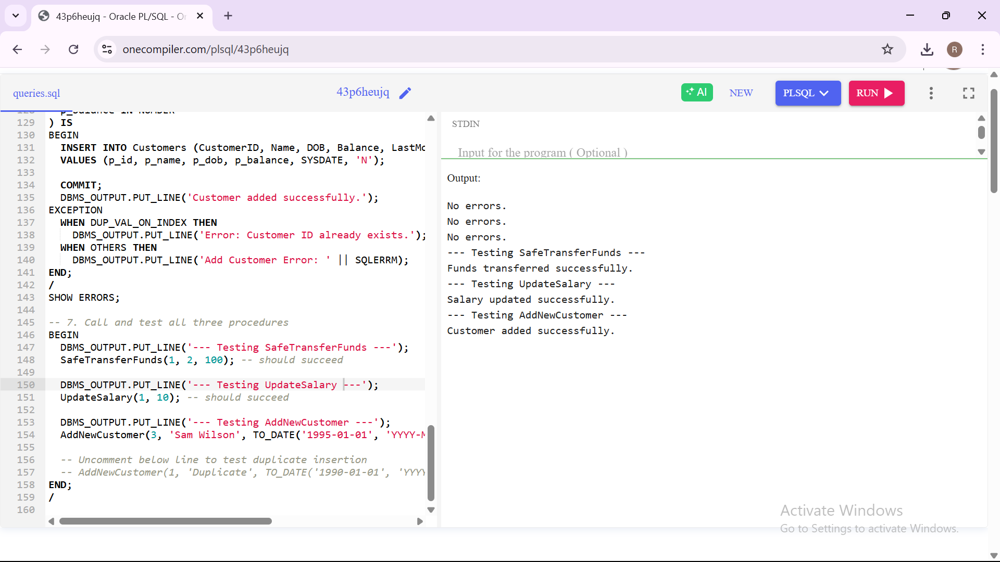 43p6heujq - Oracle PL/SQL - Or
onecompiler.com/plsql/43p6heujq
R
queries.sql
43p6heujq
AI
NEW
PLSQL
RUN
129 ) IS
130 BEGIN
131 INSERT INTO Customers (CustomerID, Name, DOB, Balance, LastMo
132 VALUES (p_id, p_name, p_dob, p_balance, SYSDATE, 'N');
133
134 COMMIT;
135 DBMS_OUTPUT.PUT_LINE('Customer added successfully.');
136 EXCEPTION
137 WHEN DUP_VAL_ON_INDEX THEN
138 DBMS_OUTPUT.PUT_LINE('Error: Customer ID already exists.');
139 WHEN OTHERS THEN
140 DBMS_OUTPUT.PUT_LINE('Add Customer Error: ' || SQLERRM);
141 END;
142 /
143 SHOW ERRORS;
144
145 -- 7. Call and test all three procedures
146 BEGIN
147 DBMS_OUTPUT.PUT_LINE('--- Testing SafeTransferFunds ---');
148 SafeTransferFunds(1, 2, 100); -- should succeed
149
150 DBMS_OUTPUT.PUT_LINE('--- Testing UpdateSalary ---');
151 UpdateSalary(1, 10); -- should succeed
152
153 DBMS_OUTPUT.PUT_LINE('--- Testing AddNewCustomer ---');
154 AddNewCustomer(3, 'Sam Wilson', TO_DATE('1995-01-01', 'YYYY-M
155
156 -- Uncomment below line to test duplicate insertion
157 -- AddNewCustomer(1, 'Duplicate', TO_DATE('1990-01-01', 'YYYY
158 END;
159 /
160
STDIN
Input for the program ( Optional )
Output:
No errors.
No errors.
No errors.
--- Testing SafeTransferFunds ---
Funds transferred successfully.
--- Testing UpdateSalary ---
Salary updated successfully.
--- Testing AddNewCustomer ---
Customer added successfully.
Activate Windows
Go to Settings to activate Windows.